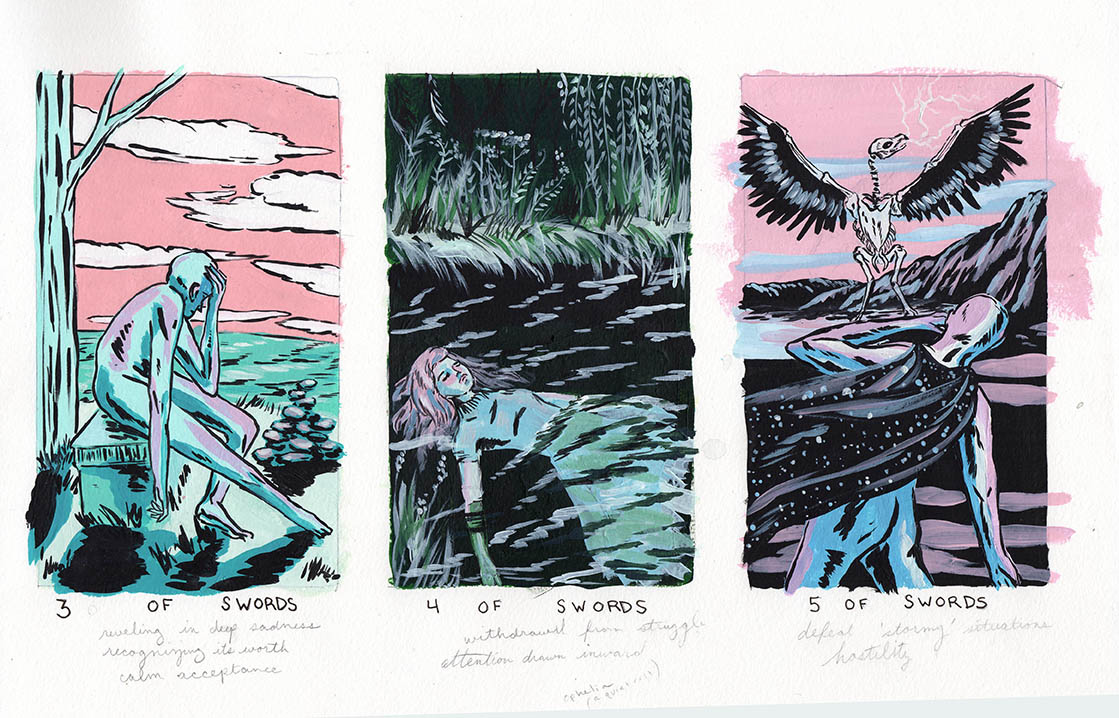 3 OF SWORDS
reveling in deep sadness
recognizing its worth
calm acceptance
4 OF SWORDS
withdrawal from struggle
attention drawn inward
ophelia
(a quiet
5 OF SWORDS
defeat 'stormy' situations
hostility